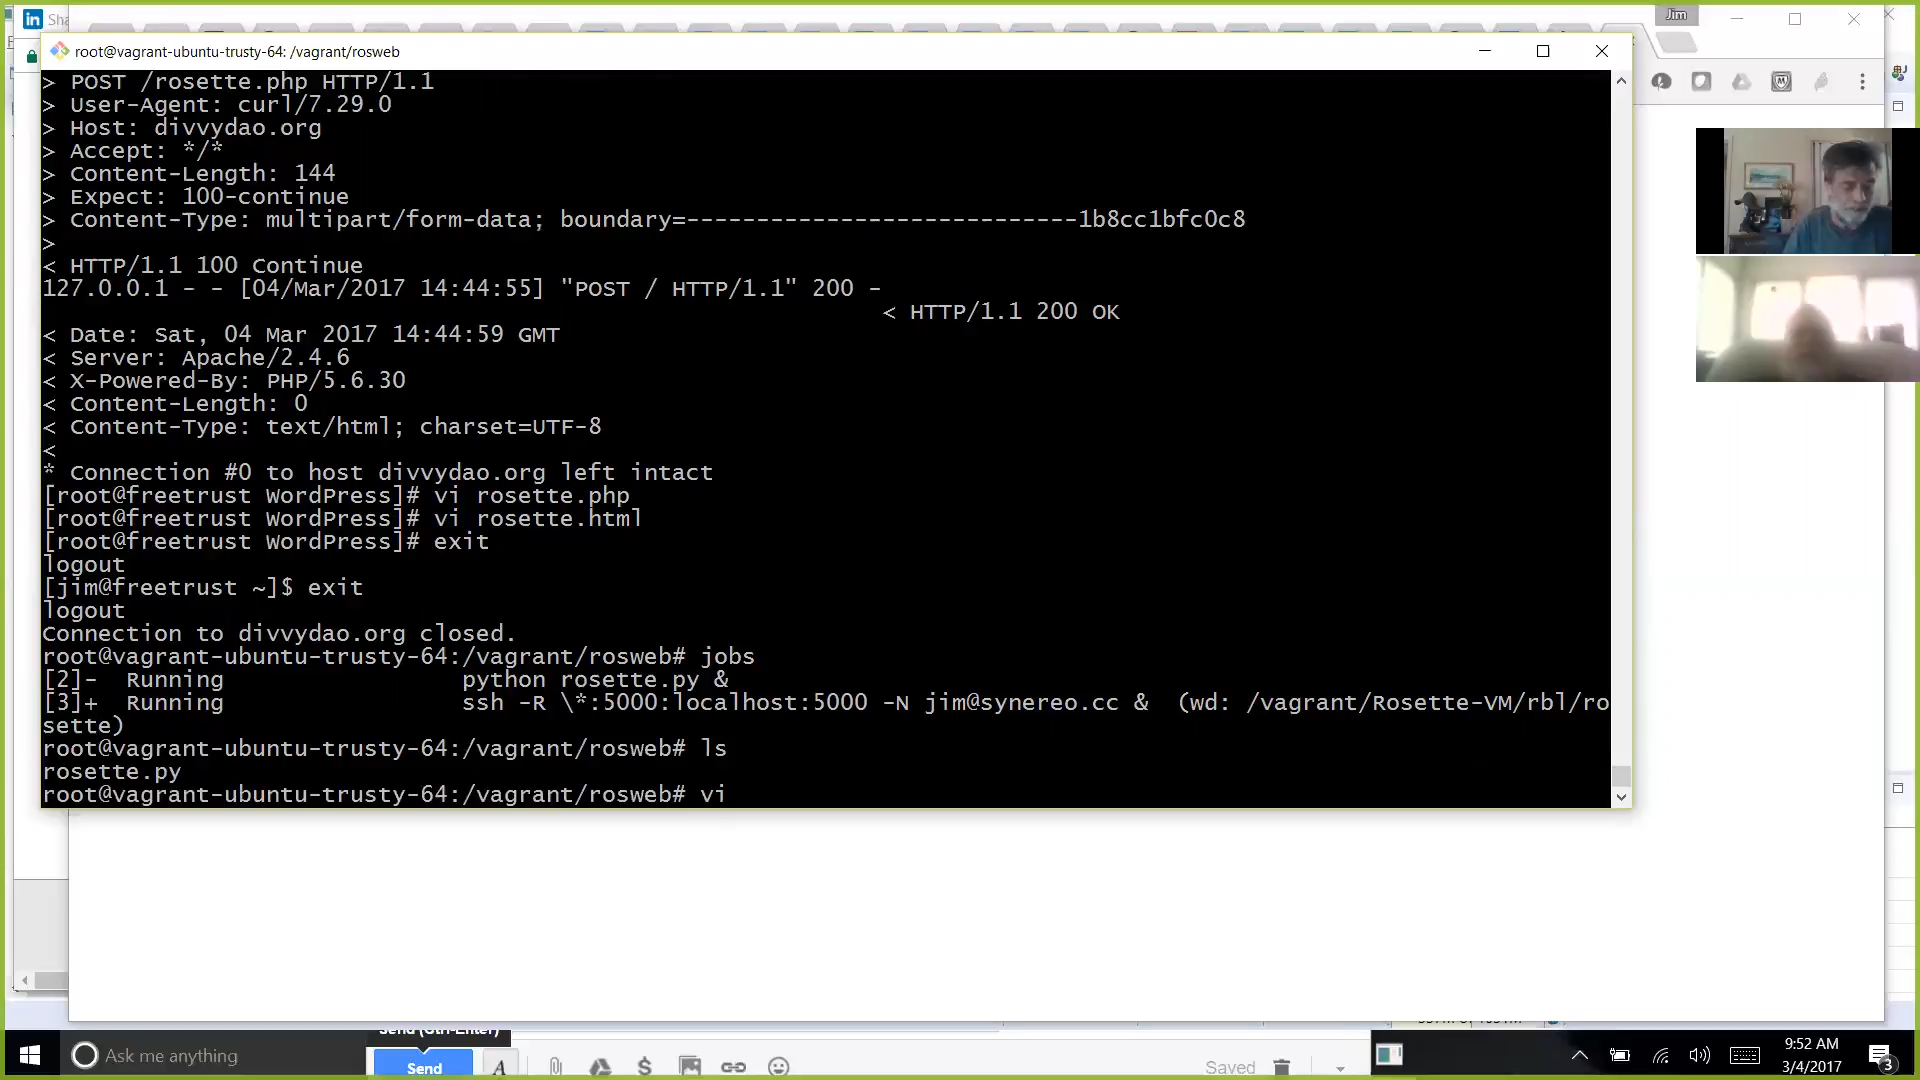 in Sha
Jim
root@vagrant-ubuntu-trusty-64: /vagrant/rosweb
> POST /rosette.php HTTP/1.1
> User-Agent: curl/7.29.0
> Host: divvydao.org
> Accept: */*
> Content-Length: 144
> Expect: 100-continue
> Content-Type: multipart/form-data; boundary=----------------------------1b8cc1bfc0c8
>
< HTTP/1.1 100 Continue
127.0.0.1 - - [04/Mar/2017 14:44:55] "POST / HTTP/1.1" 200 -
< HTTP/1.1 200 OK
< Date: Sat, 04 Mar 2017 14:44:59 GMT
< Server: Apache/2.4.6
< X-Powered-By: PHP/5.6.30
< Content-Length: 0
< Content-Type: text/html; charset=UTF-8
<
* Connection #0 to host divvydao.org left intact
[root@freetrust WordPress]# vi rosette.php
[root@freetrust WordPress]# vi rosette.html
[root@freetrust WordPress]# exit
logout
[jim@freetrust ~]$ exit
logout
Connection to divvydao.org closed.
root@vagrant-ubuntu-trusty-64:/vagrant/rosweb# jobs
[2]-  Running                 python rosette.py &
[3]+  Running                 ssh -R \*:5000:localhost:5000 -N jim@synereo.cc &  (wd: /vagrant/Rosette-VM/rbl/ro
sette)
root@vagrant-ubuntu-trusty-64:/vagrant/rosweb# ls
rosette.py
root@vagrant-ubuntu-trusty-64:/vagrant/rosweb# vi
Send (Ctrl-Enter)
Ask me anything
Send
A
$
Saved
9:52 AM
3/4/2017
3